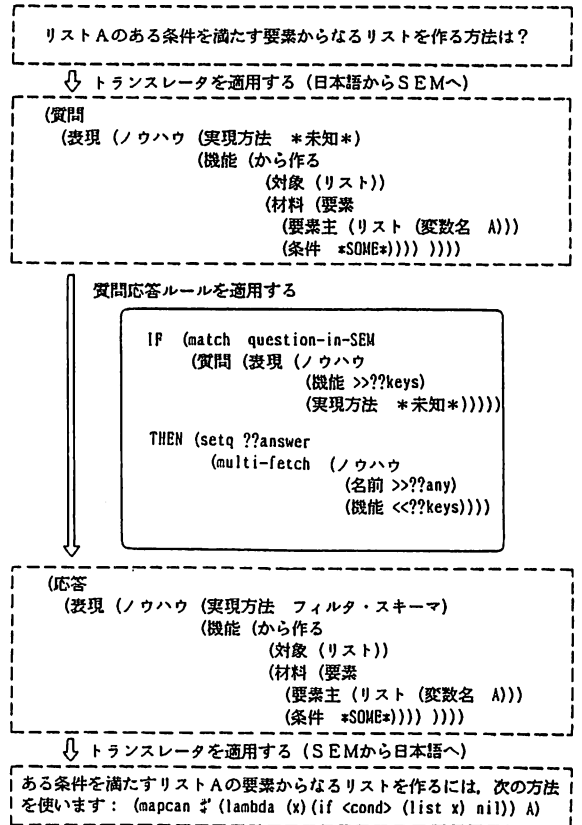 リストAのある条件を満たす要素からなるリストを作る方法は?
トランスレータを適用する(日本語からSEMへ)
(質問
(表現 (ノウハウ (実現方法 *未知*)
(機能 (から作る
(対象 (リスト))
(材料 (要素
(要素主 (リスト (変数名 A)))
(条件 *SOME*)))) ))))
質問応答ルールを適用する
IF (match question-in-SEM
(質問 (表現 (ノウハウ
(機能 >>??keys)
(実現方法 *未知*)))))
THEN (setq ??answer
(multi-fetch (ノウハウ
(名前 >>??any)
(機能 <<??keys))))
(応答
(表現 (ノウハウ (実現方法 フィルタ・スキーマ)
(機能 (から作る
(対象 (リスト))
(材料 (要素
(要素主 (リスト (変数名 A)))
(条件 *SOME*)))) ))))
トランスレータを適用する(SEMから日本語へ)
ある条件を満たすリストAの要素からなるリストを作るには,次の方法
を使います: (mapcan #'(lambda (x)(if <cond> (list x) nil)) A)